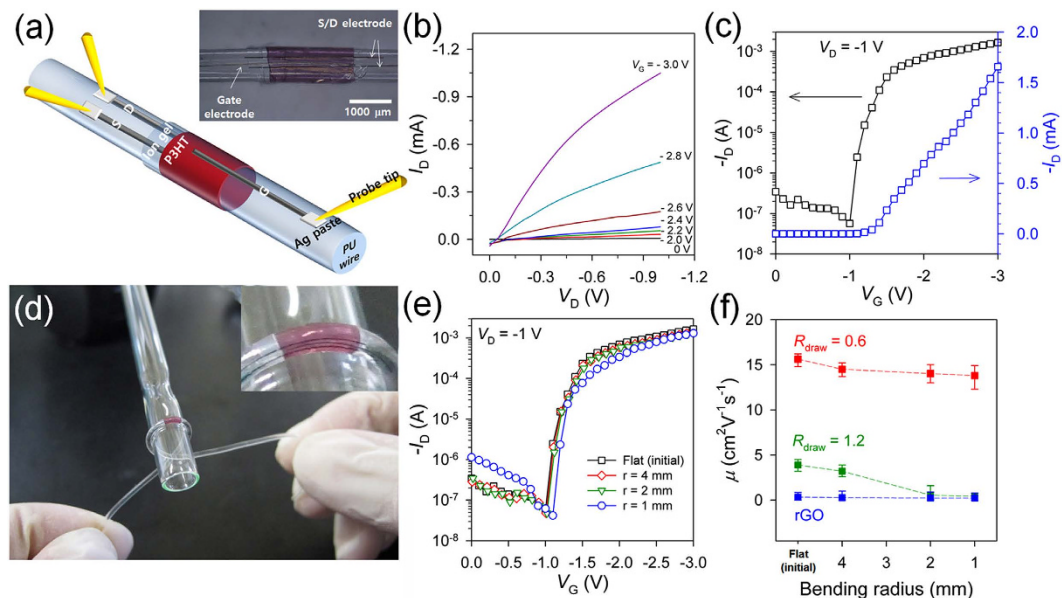 (a)
S/D electrode
Gate
electrode
1000 μm
D
S
Ion gel
P3HT
G
Probe tip
Ag paste
PU
wire
(b)
0.0
-0.3
-0.6
-0.9
-1.2
I_D (mA)
V_G = - 3.0 V
- 2.8 V
- 2.6 V
- 2.4 V
- 2.2 V
- 2.0 V
0 V
0.0 -0.3 -0.6 -0.9 -1.2
V_D (V)
(c)
V_D = -1 V
10⁻³
10⁻⁴
10⁻⁵
10⁻⁶
10⁻⁷
10⁻⁸
-I_D (A)
2.0
1.5
1.0
0.5
0.0
-I_D (mA)
0 -1 -2 -3
V_G (V)
(d)
(e)
V_D = -1 V
10⁻²
10⁻³
10⁻⁴
10⁻⁵
10⁻⁶
10⁻⁷
10⁻⁸
-I_D (A)
Flat (initial)
r = 4 mm
r = 2 mm
r = 1 mm
0.0 -0.5 -1.0 -1.5 -2.0 -2.5 -3.0
V_G (V)
(f)
20
15
10
5
0
μ (cm²V⁻¹s⁻¹)
R_draw = 0.6
R_draw = 1.2
rGO
Flat
(initial)
4 3 2 1
Bending radius (mm)